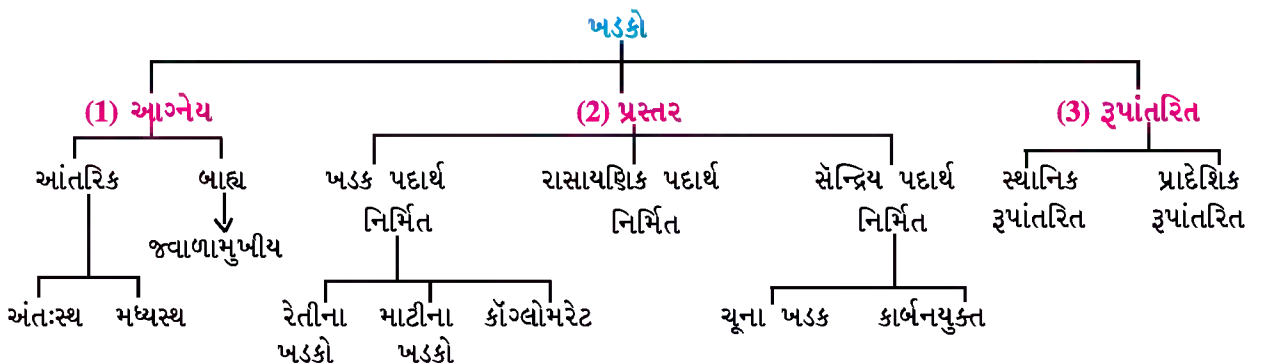 ખડકો
(1) આગ્નેય (2) પ્રસ્તર (3) રૂપાંતરિત
આંતરિક બાહ્ય ખડક પદાર્થ રાસાયણિક પદાર્થ સૅન્દ્રિય પદાર્થ સ્થાનિક પ્રાદેશિક
નિર્મિત નિર્મિત નિર્મિત રૂપાંતરિત રૂપાંતરિત
જ્વાળામુખીય
અંતઃસ્થ મધ્યસ્થ રેતીના માટીના કૉંગ્લોમરેટ ચૂના ખડક કાર્બનયુક્ત
ખડકો ખડકો